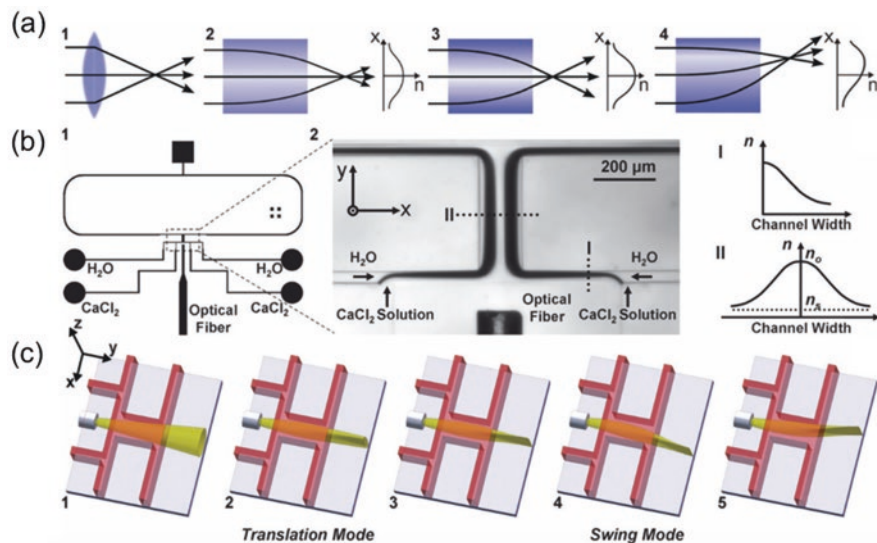 (a)
1
2
3
4
x
n
x
n
x
n
(b)
1
2
H₂O
H₂O
CaCl₂
CaCl₂
Optical
Fiber
y
x
200 µm
II
I
H₂O
H₂O
CaCl₂ Solution
Optical
Fiber
CaCl₂ Solution
I
n
Channel Width
II
n
nₒ
nₛ
Channel Width
(c)
z
y
x
1
2
3
4
5
Translation Mode
Swing Mode